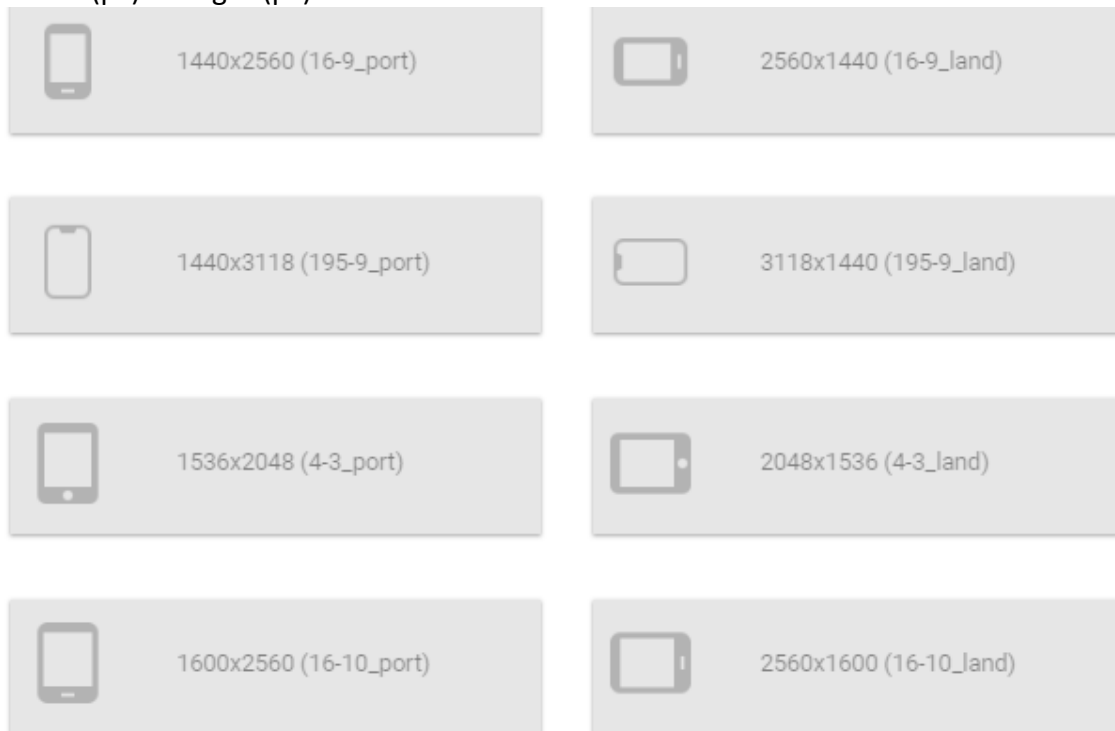 1440x2560 (16-9_port)
2560x1440 (16-9_land)
1440x3118 (195-9_port)
3118x1440 (195-9_land)
1536x2048 (4-3_port)
2048x1536 (4-3_land)
1600x2560 (16-10_port)
2560x1600 (16-10_land)